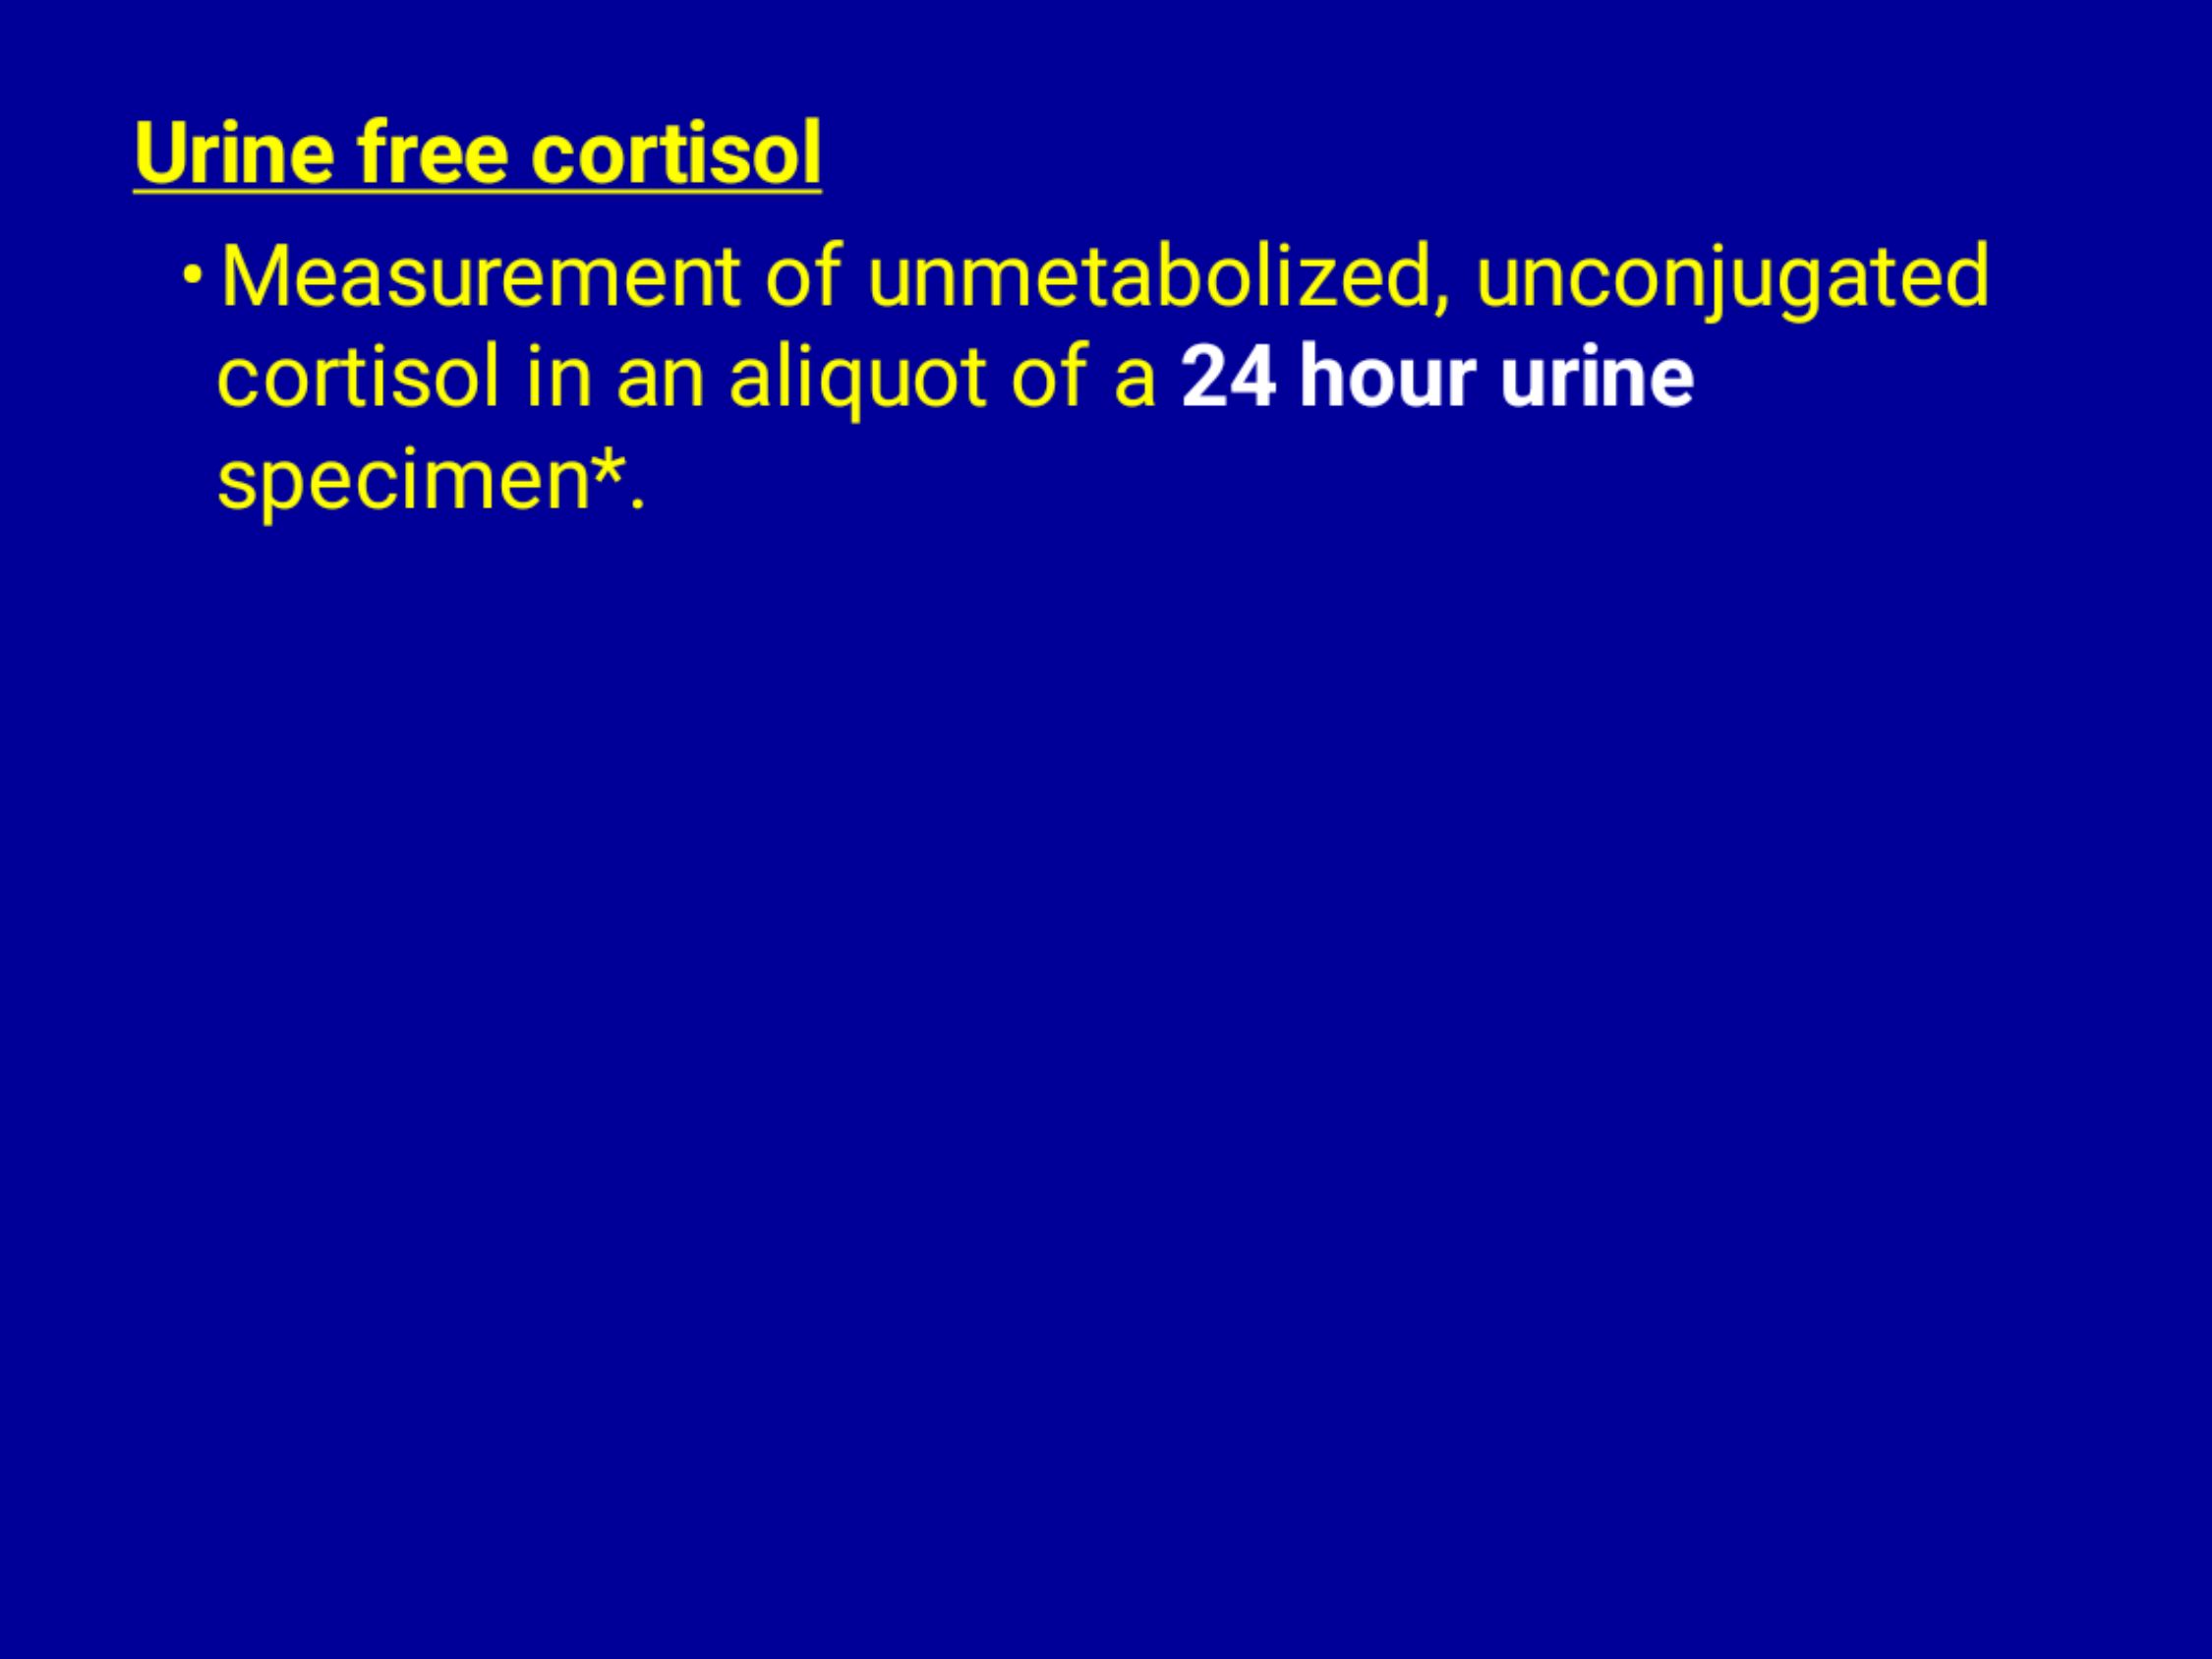 Urine free cortisol
• Measurement of unmetabolized, unconjugated
cortisol in an aliquot of a 24 hour urine
specimen*.